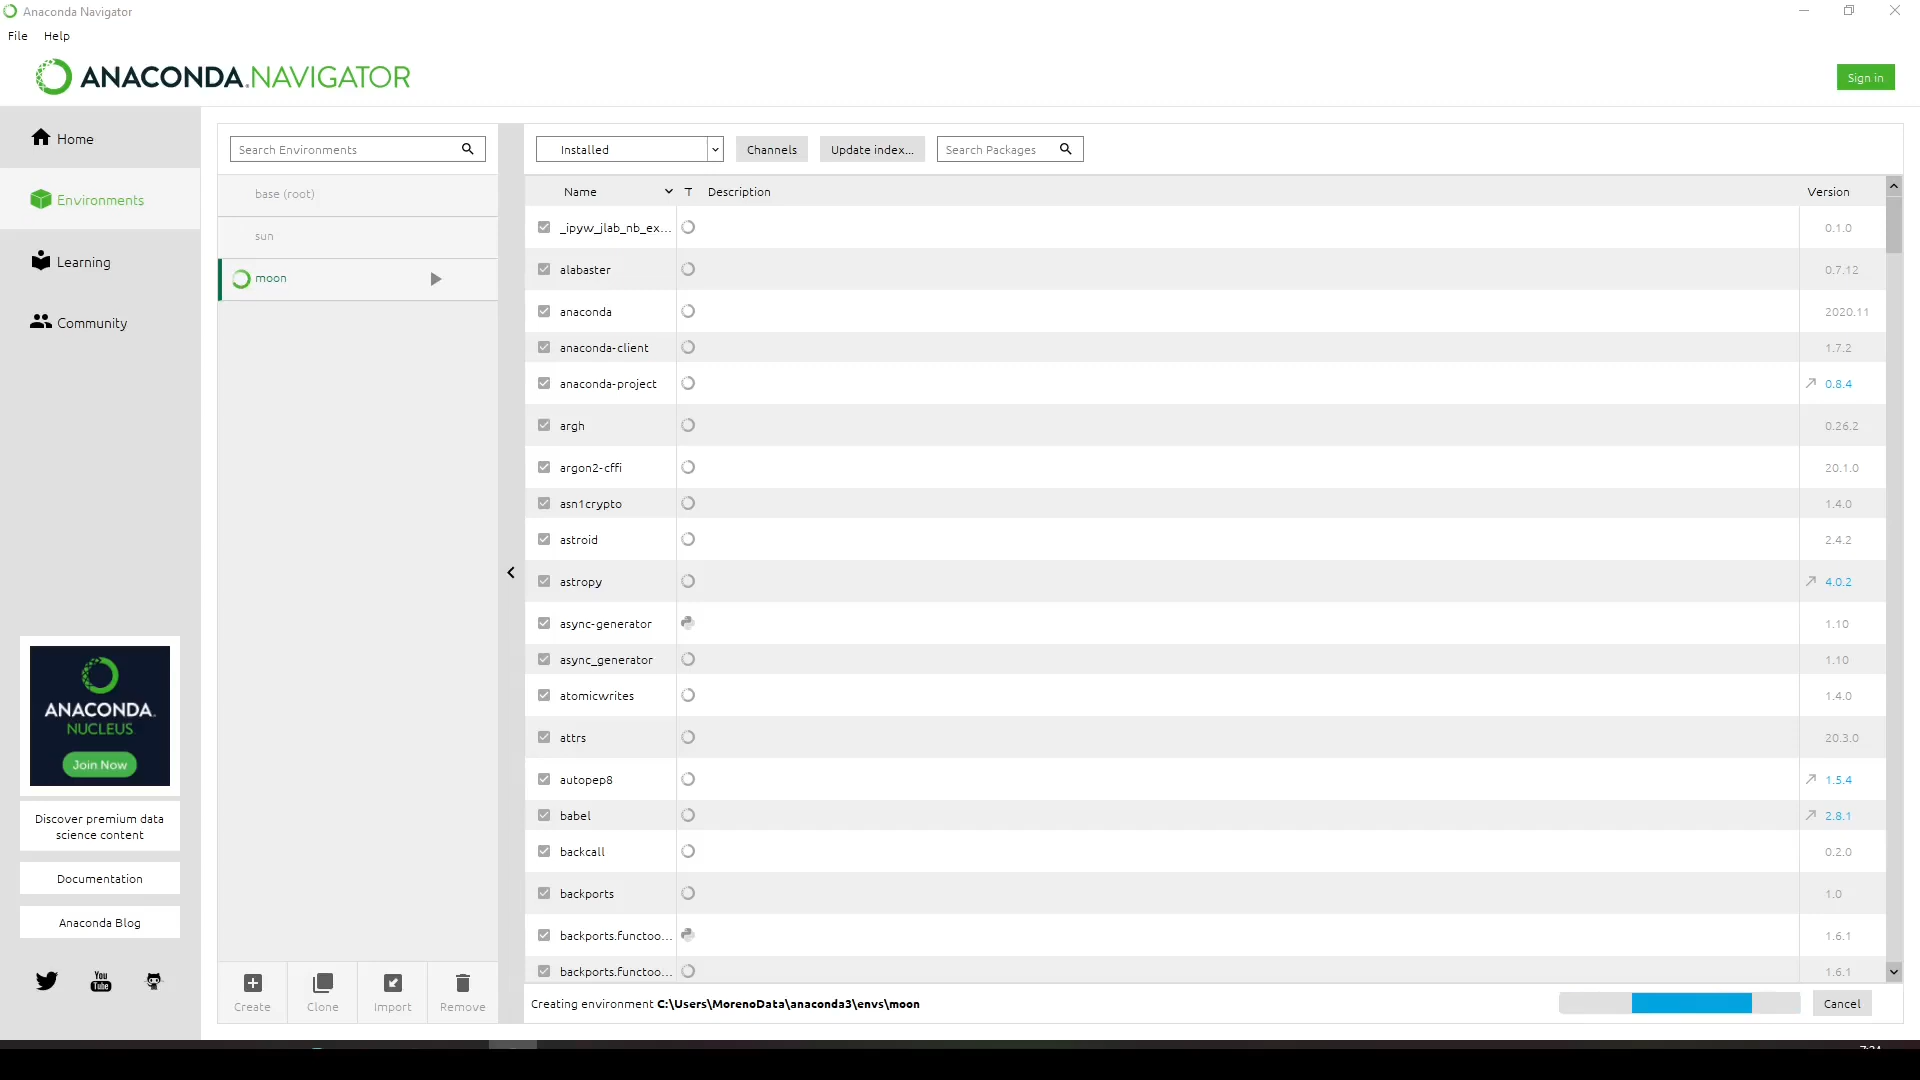 Anaconda Navigator
File Help
ANACONDA.NAVIGATOR
Sign in
Home
Environments
Learning
Community
ANACONDA.
NUCLEUS
Join Now
Discover premium data
science content
Documentation
Anaconda Blog
You
Tube
Search Environments
base (root)
sun
moon
Create Clone Import Remove
Installed Channels Update index... Search Packages
Name T Description Version
_ipyw_jlab_nb_ex... 0.1.0
alabaster 0.7.12
anaconda 2020.11
anaconda-client 1.7.2
anaconda-project 0.8.4
argh 0.26.2
argon2-cffi 20.1.0
asn1crypto 1.4.0
astroid 2.4.2
astropy 4.0.2
async-generator 1.10
async_generator 1.10
atomicwrites 1.4.0
attrs 20.3.0
autopep8 1.5.4
babel 2.8.1
backcall 0.2.0
backports 1.0
backports.functoo... 1.6.1
backports.functoo... 1.6.1
Creating environment C:\Users\MorenoData\anaconda3\envs\moon Cancel